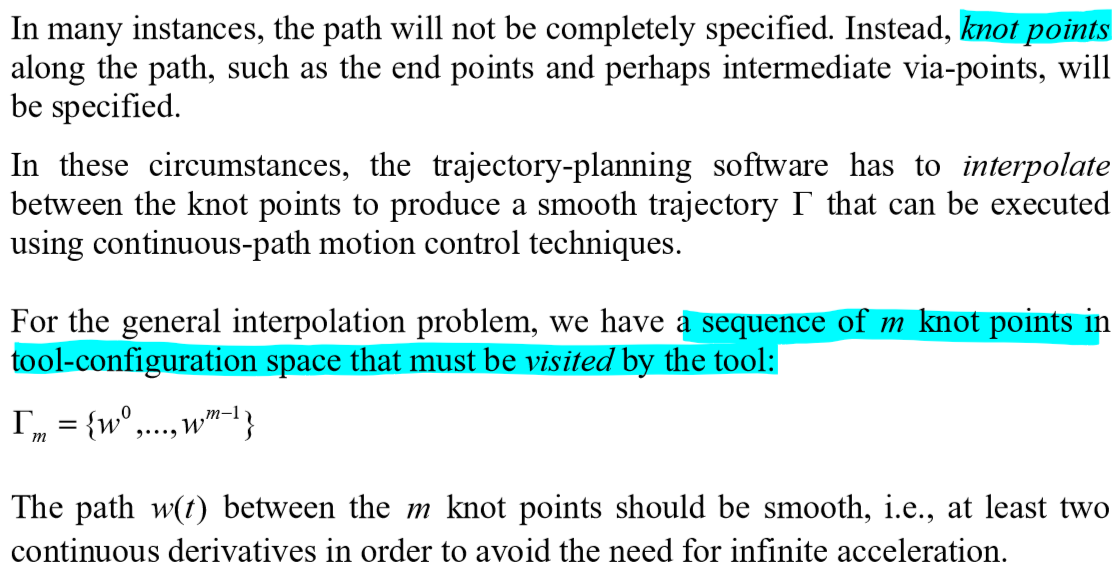 In many instances, the path will not be completely specified. Instead, knot points
along the path, such as the end points and perhaps intermediate via-points, will
be specified.
In these circumstances, the trajectory-planning software has to interpolate
between the knot points to produce a smooth trajectory Γ that can be executed
using continuous-path motion control techniques.
For the general interpolation problem, we have a sequence of m knot points in
tool-configuration space that must be visited by the tool:
Γₘ = {w⁰,..., wᵐ⁻¹}
The path w(t) between the m knot points should be smooth, i.e., at least two
continuous derivatives in order to avoid the need for infinite acceleration.